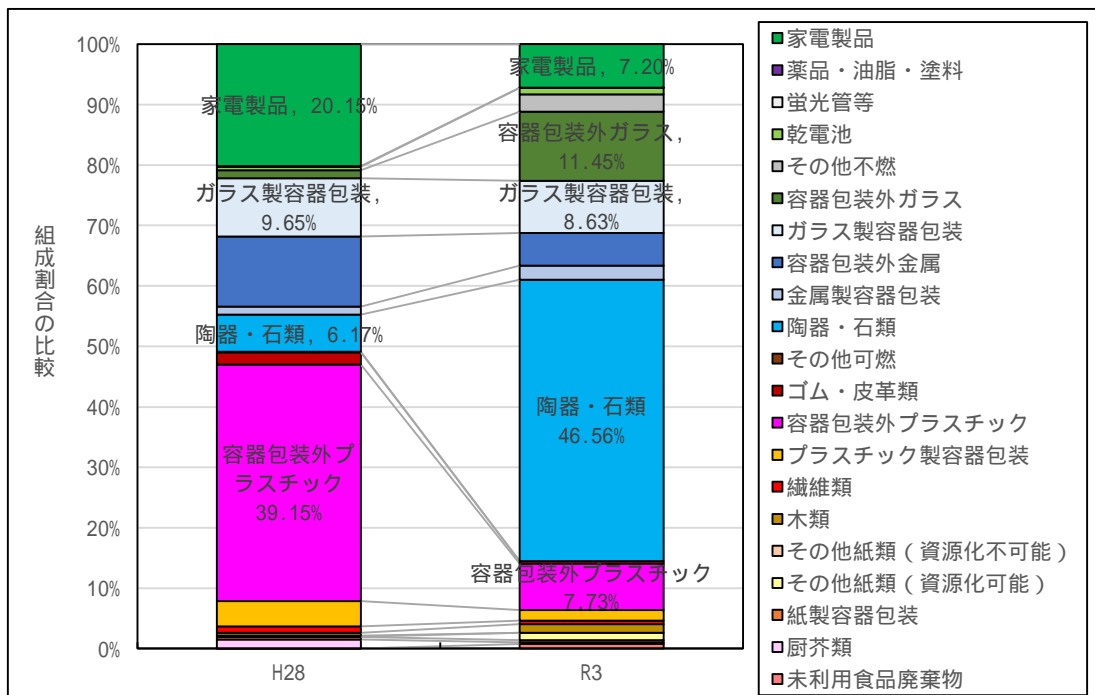 組成割合の比較
100%
90%
80%
70%
60%
50%
40%
30%
20%
10%
0%
家電製品, 20.15%
ガラス製容器包装,
9.65%
陶器・石類, 6.17%
容器包装外プ
ラスチック
39.15%
家電製品, 7.20%
容器包装外ガラス,
11.45%
ガラス製容器包装,
8.63%
陶器・石類
46.56%
容器包装外プラスチック
7.73%
H28
R3
家電製品
薬品・油脂・塗料
蛍光管等
乾電池
その他不燃
容器包装外ガラス
ガラス製容器包装
容器包装外金属
金属製容器包装
陶器・石類
その他可燃
ゴム・皮革類
容器包装外プラスチック
プラスチック製容器包装
繊維類
木類
その他紙類（資源化不可能）
その他紙類（資源化可能）
紙製容器包装
厨芥類
未利用食品廃棄物